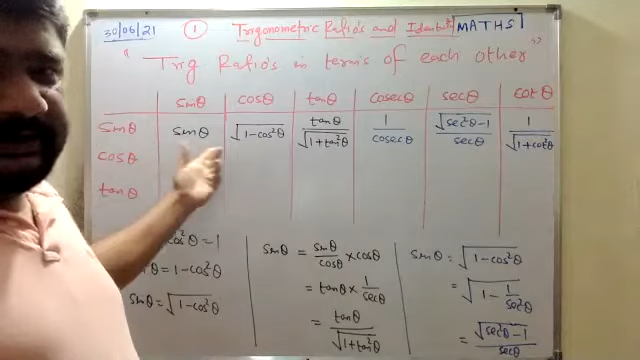 30/06/21 ① Trigonometric Ratio's and Identit MATHS
" Trig Ratio's in terms of each other "
sinθ cosθ tanθ cosecθ secθ cotθ
sinθ sinθ √(1-cos²θ) tanθ/√(1+tan²θ) 1/cosecθ √(sec²θ-1)/secθ 1/√(1+cot²θ)
cosθ
tanθ
cos²θ = 1
θ = 1-cos²θ
sinθ = √(1-cos²θ)
sinθ = sinθ/cosθ × cosθ
= tanθ × 1/secθ
= tanθ/√(1+tan²θ)
sinθ = √(1-cos²θ)
= √(1 - 1/sec²θ)
= √(sec²θ-1)/secθ